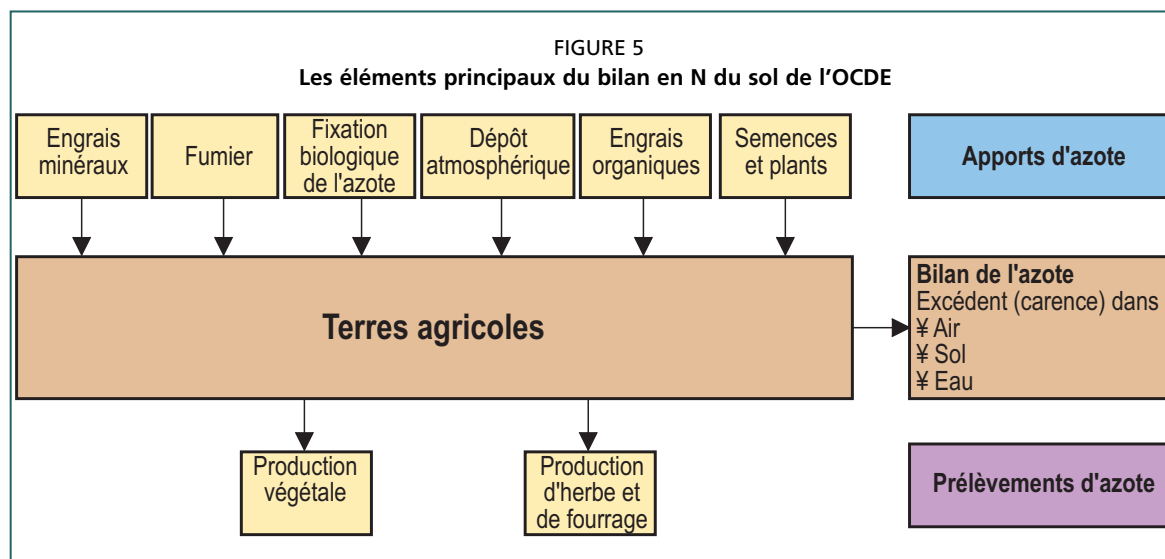 FIGURE 5
Les éléments principaux du bilan en N du sol de l'OCDE
Engrais
minéraux
Fumier
Fixation
biologique
de l'azote
Dépôt
atmosphérique
Engrais
organiques
Semences
et plants
Apports d'azote
Terres agricoles
Bilan de l'azote
Excédent (carence) dans
¥ Air
¥ Sol
¥ Eau
Production
végétale
Production
d'herbe et
de fourrage
Prélèvements d'azote